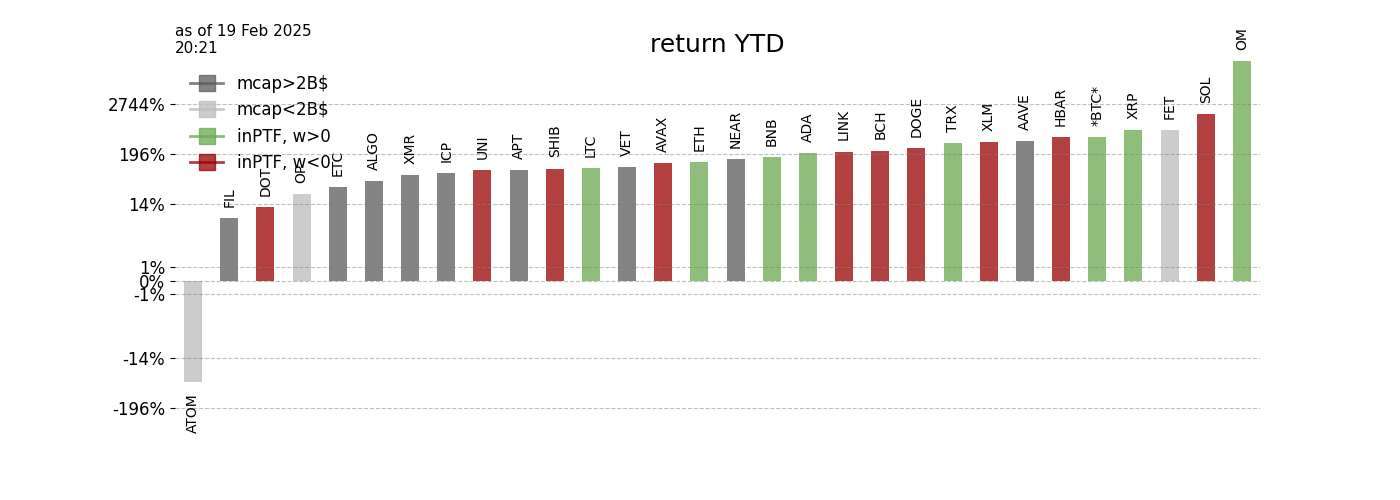 as of 19 Feb 2025
20:21
return YTD
mcap>2B$
mcap<2B$
inPTF, w>0
inPTF, w<0
2744%
196%
14%
1%
0%
-1%
-14%
-196%
ATOM
FIL
DOT
OP
ETC
ALGO
XMR
ICP
UNI
APT
SHIB
LTC
VET
AVAX
ETH
NEAR
BNB
ADA
LINK
BCH
DOGE
TRX
XLM
AAVE
HBAR
*BTC*
XRP
FET
SOL
OM